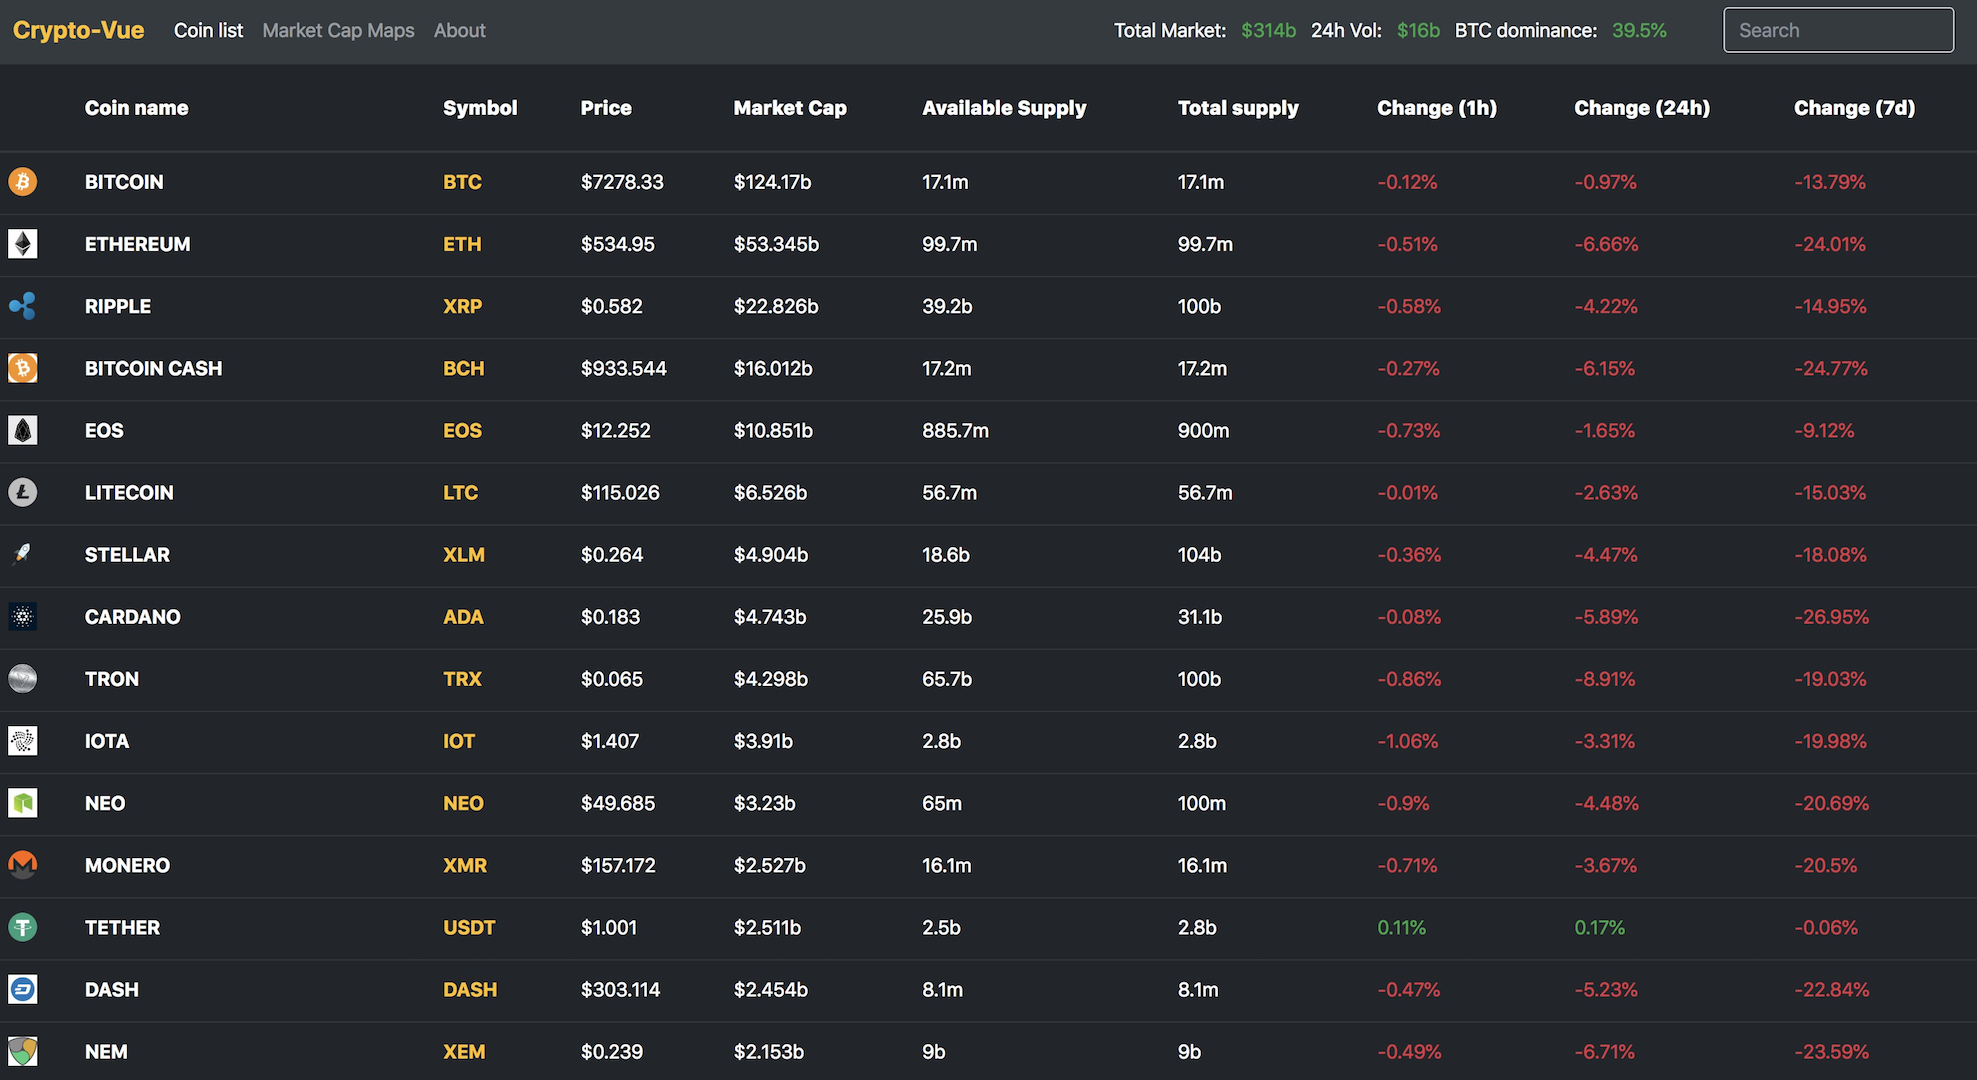 Crypto-Vue Coin list Market Cap Maps About Total Market: $314b 24h Vol: $16b BTC dominance: 39.5% Search
Coin name Symbol Price Market Cap Available Supply Total supply Change (1h) Change (24h) Change (7d)
BITCOIN BTC $7278.33 $124.17b 17.1m 17.1m -0.12% -0.97% -13.79%
ETHEREUM ETH $534.95 $53.345b 99.7m 99.7m -0.51% -6.66% -24.01%
RIPPLE XRP $0.582 $22.826b 39.2b 100b -0.58% -4.22% -14.95%
BITCOIN CASH BCH $933.544 $16.012b 17.2m 17.2m -0.27% -6.15% -24.77%
EOS EOS $12.252 $10.851b 885.7m 900m -0.73% -1.65% -9.12%
LITECOIN LTC $115.026 $6.526b 56.7m 56.7m -0.01% -2.63% -15.03%
STELLAR XLM $0.264 $4.904b 18.6b 104b -0.36% -4.47% -18.08%
CARDANO ADA $0.183 $4.743b 25.9b 31.1b -0.08% -5.89% -26.95%
TRON TRX $0.065 $4.298b 65.7b 100b -0.86% -8.91% -19.03%
IOTA IOT $1.407 $3.91b 2.8b 2.8b -1.06% -3.31% -19.98%
NEO NEO $49.685 $3.23b 65m 100m -0.9% -4.48% -20.69%
MONERO XMR $157.172 $2.527b 16.1m 16.1m -0.71% -3.67% -20.5%
TETHER USDT $1.001 $2.511b 2.5b 2.8b 0.11% 0.17% -0.06%
DASH DASH $303.114 $2.454b 8.1m 8.1m -0.47% -5.23% -22.84%
NEM XEM $0.239 $2.153b 9b 9b -0.49% -6.71% -23.59%